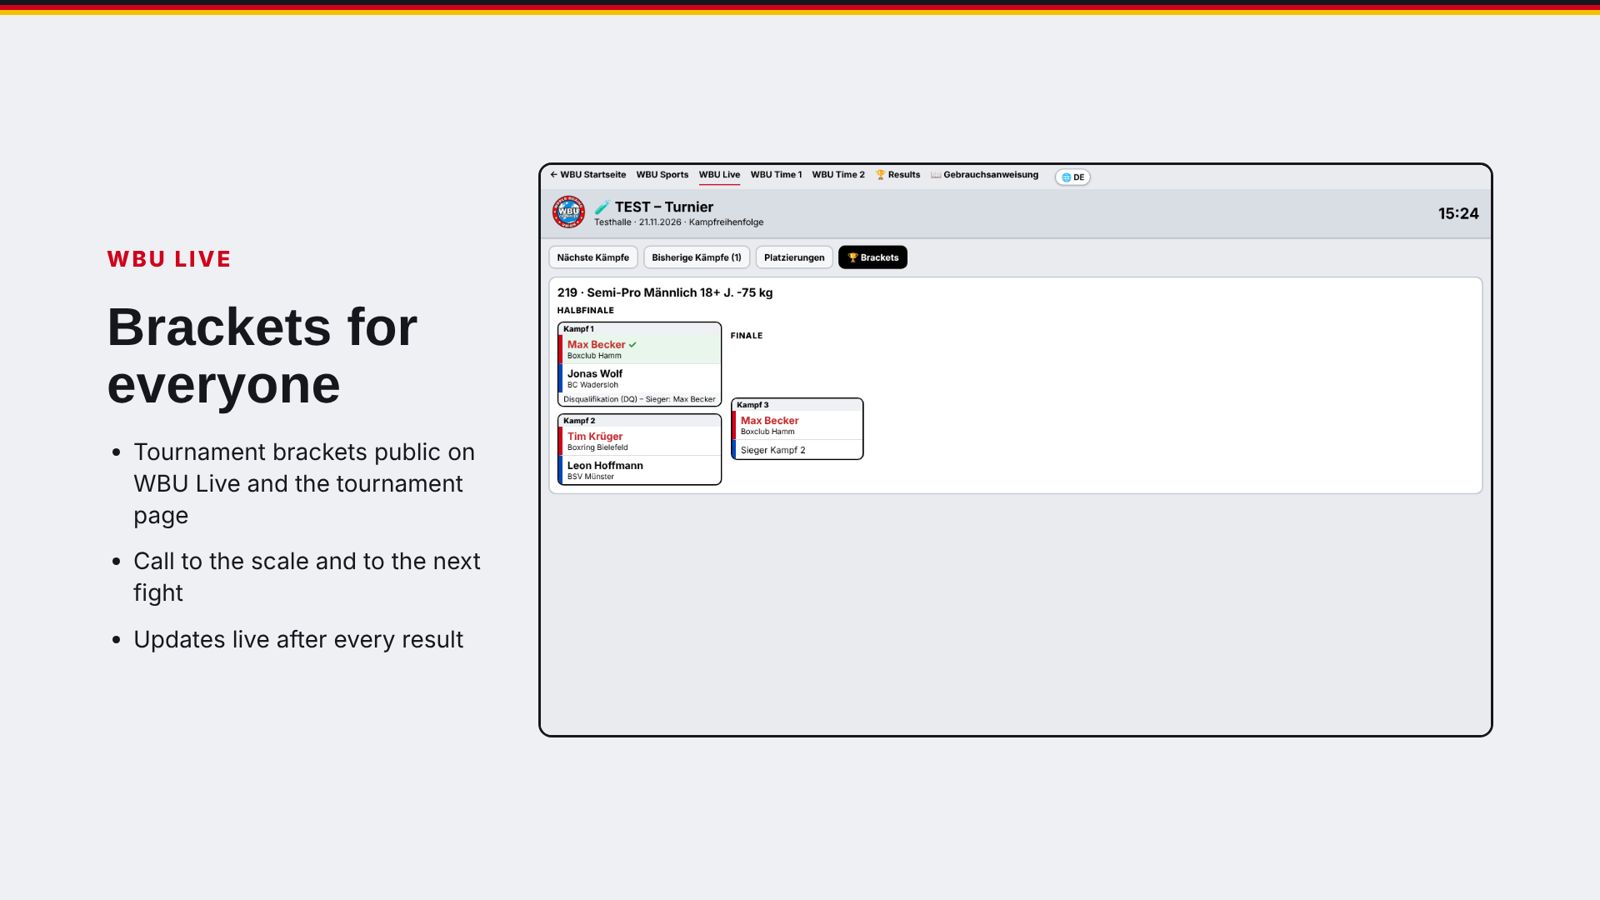 WBU LIVE
Brackets for
everyone
• Tournament brackets public on
WBU Live and the tournament
page
• Call to the scale and to the next
fight
• Updates live after every result
← WBU Startseite WBU Sports WBU Live WBU Time 1 WBU Time 2 🏆 Results 📖 Gebrauchsanweisung 🌐 DE
WBU
🧪 TEST – Turnier
Testhalle · 21.11.2026 · Kampfreihenfolge
15:24
Nächste Kämpfe Bisherige Kämpfe (1) Platzierungen 🏆 Brackets
219 · Semi-Pro Männlich 18+ J. -75 kg
HALBFINALE
Kampf 1
Max Becker ✓
Boxclub Hamm
Jonas Wolf
BC Wadersloh
Disqualifikation (DQ) – Sieger: Max Becker
Kampf 2
Tim Krüger
Boxring Bielefeld
Leon Hoffmann
BSV Münster
FINALE
Kampf 3
Max Becker
Boxclub Hamm
Sieger Kampf 2